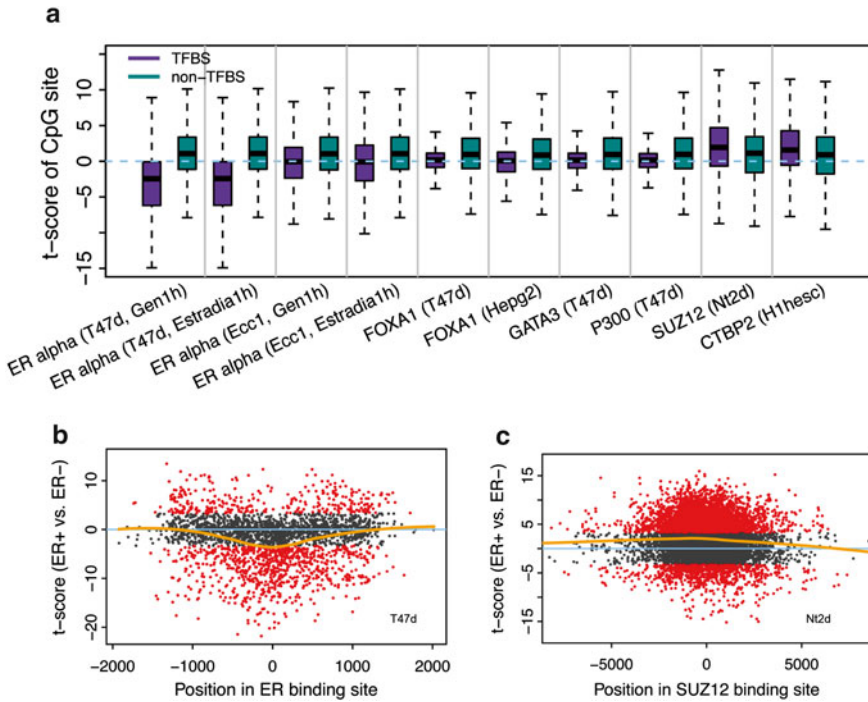 a
t−score of CpG site
10
5
0
−5
−15
TFBS
non−TFBS
ER alpha (T47d, Gen1h)
ER alpha (T47d, Estradia1h)
ER alpha (Ecc1, Gen1h)
ER alpha (Ecc1, Estradia1h)
FOXA1 (T47d)
FOXA1 (Hepg2)
GATA3 (T47d)
P300 (T47d)
SUZ12 (Nt2d)
CTBP2 (H1hesc)
b
t−score (ER+ vs. ER−)
10
0
−10
−20
T47d
−2000 −1000 0 1000 2000
Position in ER binding site
c
t−score (ER+ vs. ER−)
15
5
0
−5
−15
Nt2d
−5000 0 5000
Position in SUZ12 binding site